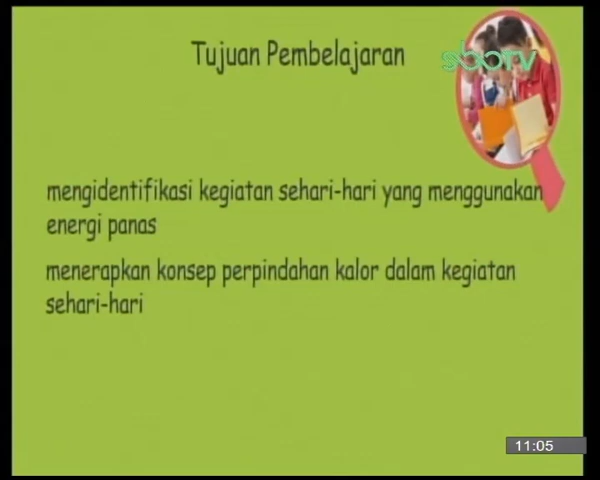 Tujuan Pembelajaran
sbotv
mengidentifikasi kegiatan sehari-hari yang menggunakan
energi panas
menerapkan konsep perpindahan kalor dalam kegiatan
sehari-hari
11:05